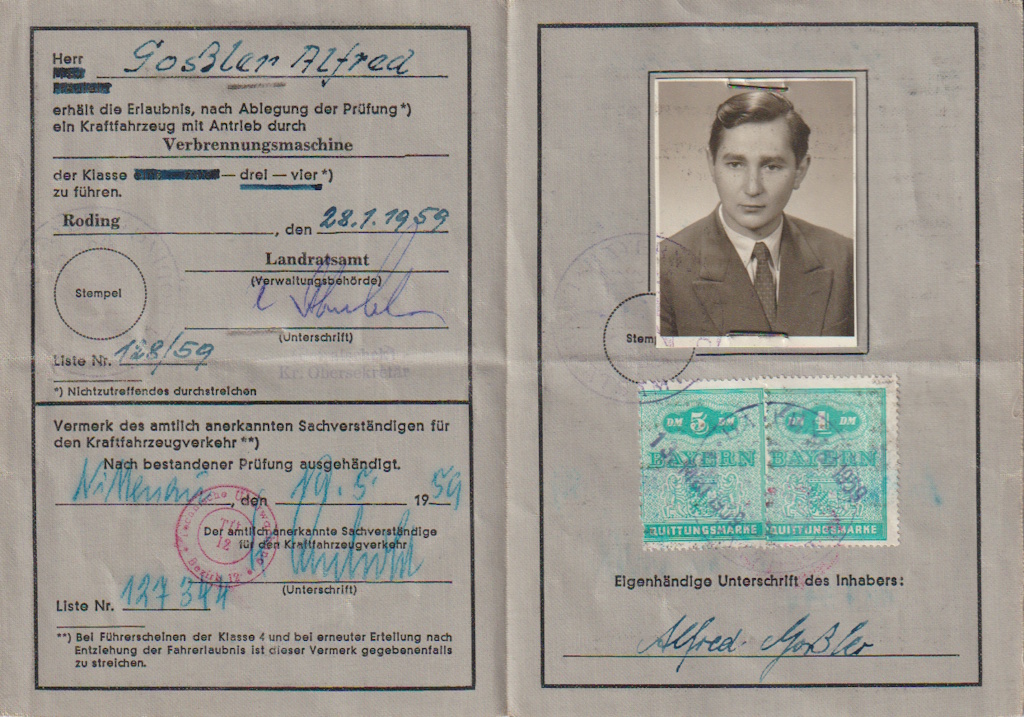 Herr Goßler Alfred
erhält die Erlaubnis, nach Ablegung der Prüfung*)
ein Kraftfahrzeug mit Antrieb durch
Verbrennungsmaschine
der Klasse — drei — vier*)
zu führen.
Roding, den 28.1.1959
Landratsamt
(Verwaltungsbehörde)
Stempel
(Unterschrift)
Liste Nr. 128/59
Kr. Obersekretär
*) Nichtzutreffendes durchstreichen
Vermerk des amtlich anerkannten Sachverständigen für
den Kraftfahrzeugverkehr**)
Nach bestandener Prüfung ausgehändigt.
Nittenau, den 19.5. 1959
Der amtlich anerkannte Sachverständige
für den Kraftfahrzeugverkehr
(Unterschrift)
Liste Nr. 127344
**) Bei Führerscheinen der Klasse 4 und bei erneuter Erteilung nach
Entziehung der Fahrerlaubnis ist dieser Vermerk gegebenenfalls
zu streichen.
Stem
DM 5 DM DM 1 DM
BAYERN BAYERN
QUITTUNGSMARKE QUITTUNGSMARKE
Eigenhändige Unterschrift des Inhabers:
Alfred Goßler